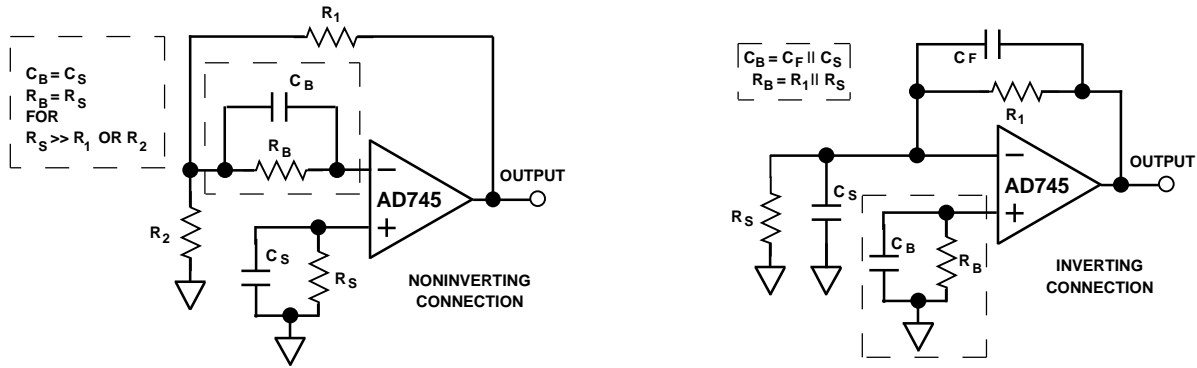 C_B = C_S
R_B = R_S
FOR
R_S >> R_1 OR R_2
R_1
C_B
R_B
−
OUTPUT
AD745
+
R_2
C_S
R_S
NONINVERTING
CONNECTION
C_B = C_F || C_S
R_B = R_1 || R_S
C_F
R_1
−
OUTPUT
AD745
+
R_S
C_S
C_B
R_B
INVERTING
CONNECTION